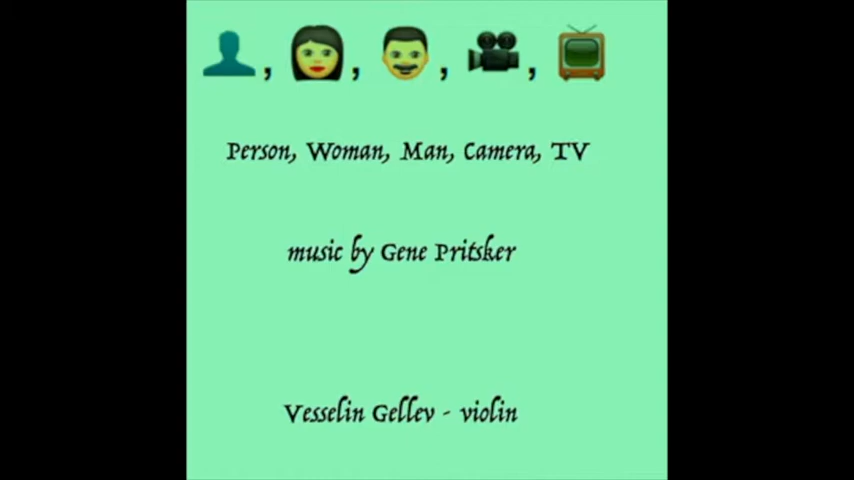 👤, 👩, 👨, 🎥, 📺
Person, Woman, Man, Camera, TV
music by Gene Pritsker
Vesselin Gellev - violin